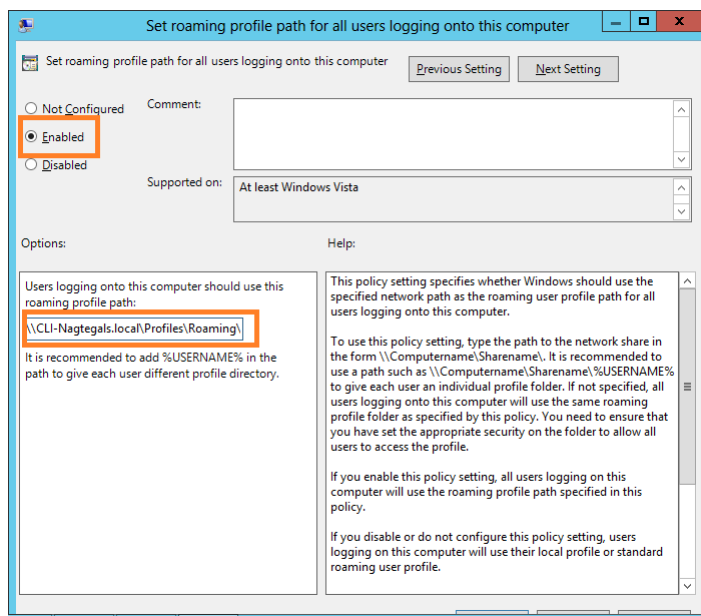 Set roaming profile path for all users logging onto this computer
Set roaming profile path for all users logging onto this computer
Previous Setting
Next Setting
Not Configured
Comment:
Enabled
Disabled
Supported on:
At least Windows Vista
Options:
Help:
Users logging onto this computer should use this
roaming profile path:
\\CLI-Nagtegals.local\Profiles\Roaming\
It is recommended to add %USERNAME% in the
path to give each user different profile directory.
This policy setting specifies whether Windows should use the
specified network path as the roaming user profile path for all
users logging onto this computer.
To use this policy setting, type the path to the network share in
the form \\Computername\Sharename\. It is recommended to
use a path such as \\Computername\Sharename\%USERNAME%
to give each user an individual profile folder. If not specified, all
users logging onto this computer will use the same roaming
profile folder as specified by this policy. You need to ensure that
you have set the appropriate security on the folder to allow all
users to access the profile.
If you enable this policy setting, all users logging on this
computer will use the roaming profile path specified in this
policy.
If you disable or do not configure this policy setting, users
logging on this computer will use their local profile or standard
roaming user profile.